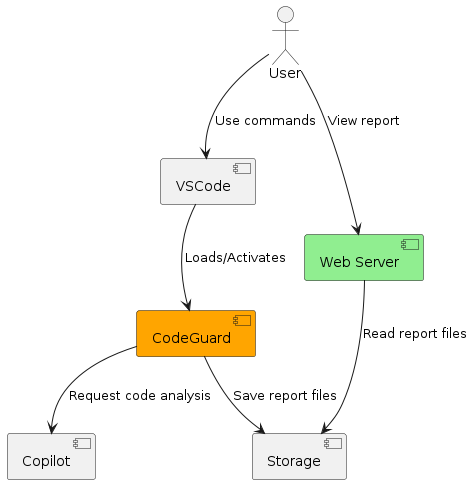 User
Use commands
View report
VSCode
Loads/Activates
Web Server
CodeGuard
Read report files
Request code analysis
Save report files
Copilot
Storage